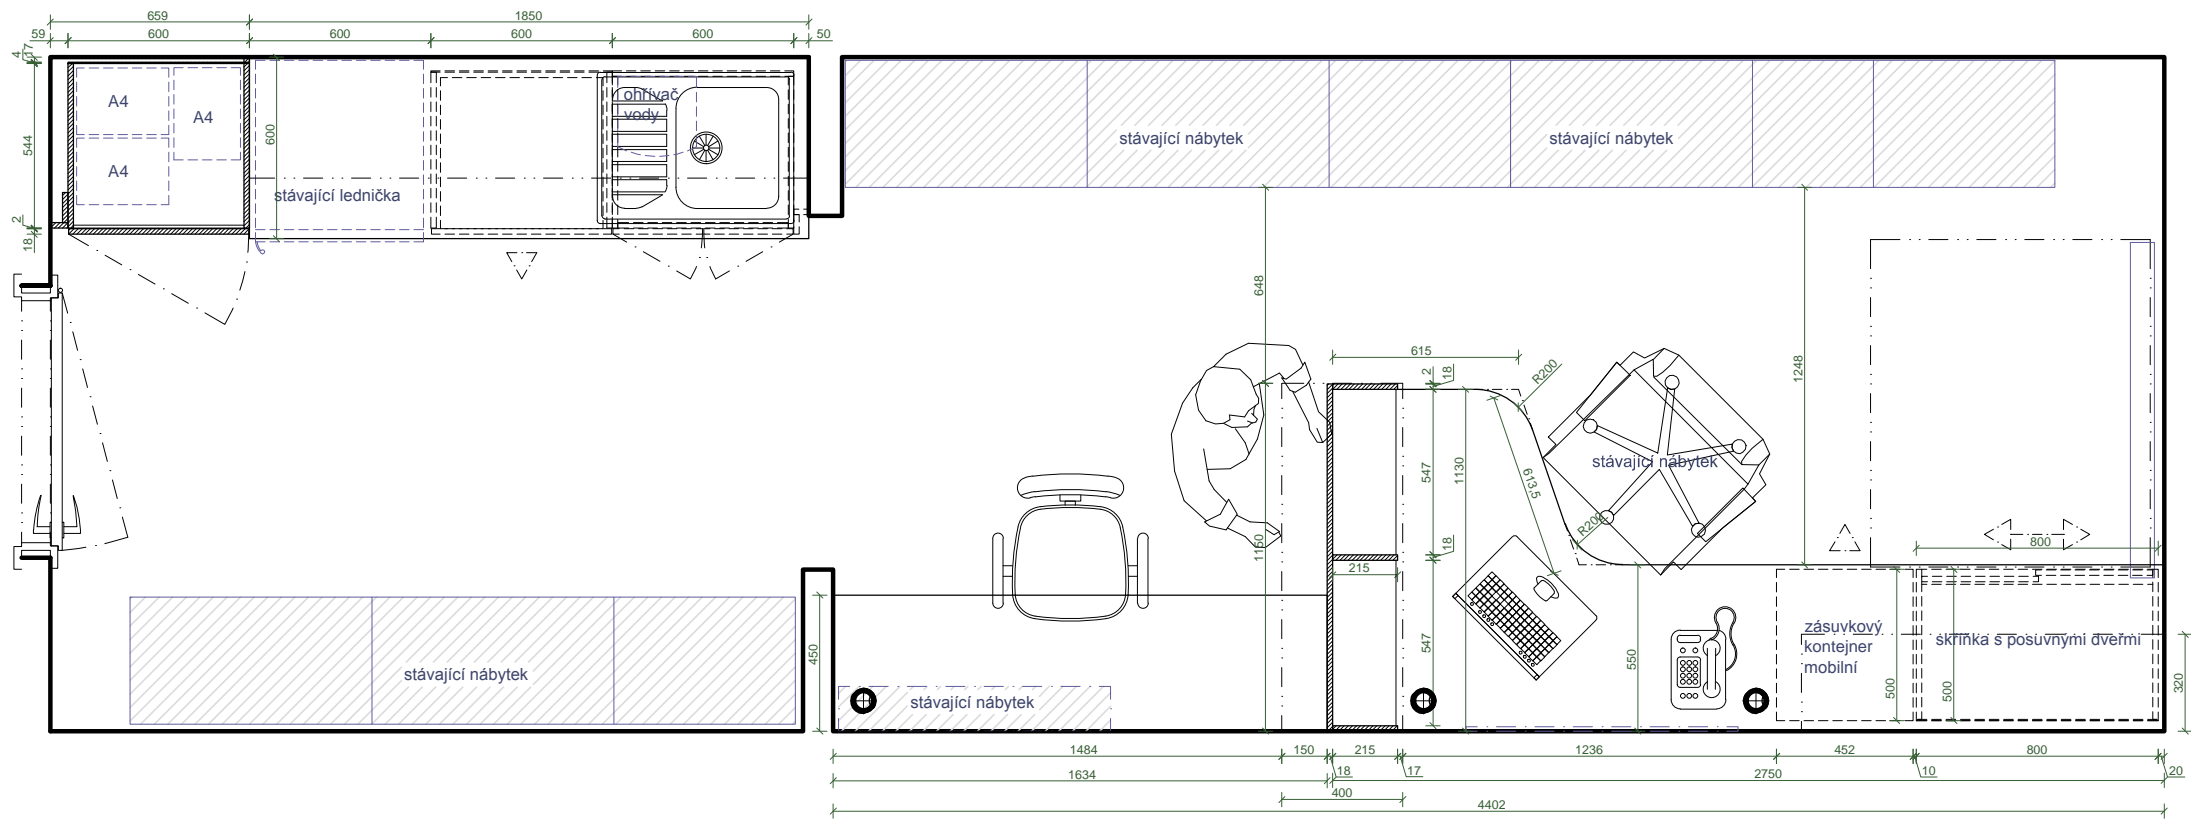 659
1850
59
600
600
600
600
50
4
17
A4
A4
A4
ohřívač
vody
544
600
stávající lednička
2
18
stávající nábytek
stávající nábytek
648
1248
615
2
18
R200
547
1130
613.5
stávající nábytek
R200
1150
18
215
800
547
450
550
500
500
320
zásuvkový
kontejner
mobilní
skříňka s posuvnými dveřmi
stávající nábytek
stávající nábytek
1484
150
215
1236
452
800
1634
18
17
2750
10
20
400
4402